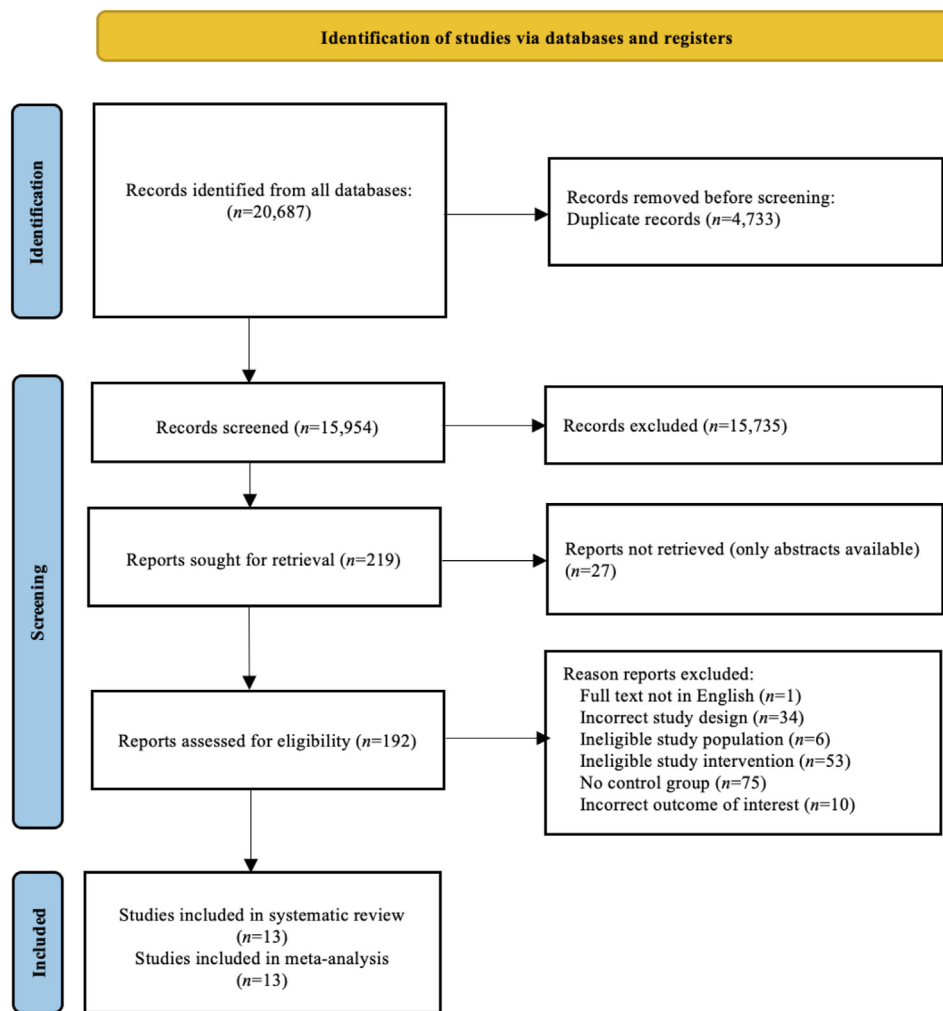 Identification of studies via databases and registers
Identification
Records identified from all databases:
(n=20,687)
Records removed before screening:
Duplicate records (n=4,733)
Screening
Records screened (n=15,954)
Records excluded (n=15,735)
Reports sought for retrieval (n=219)
Reports not retrieved (only abstracts available)
(n=27)
Reports assessed for eligibility (n=192)
Reason reports excluded:
Full text not in English (n=1)
Incorrect study design (n=34)
Ineligible study population (n=6)
Ineligible study intervention (n=53)
No control group (n=75)
Incorrect outcome of interest (n=10)
Included
Studies included in systematic review
(n=13)
Studies included in meta-analysis
(n=13)